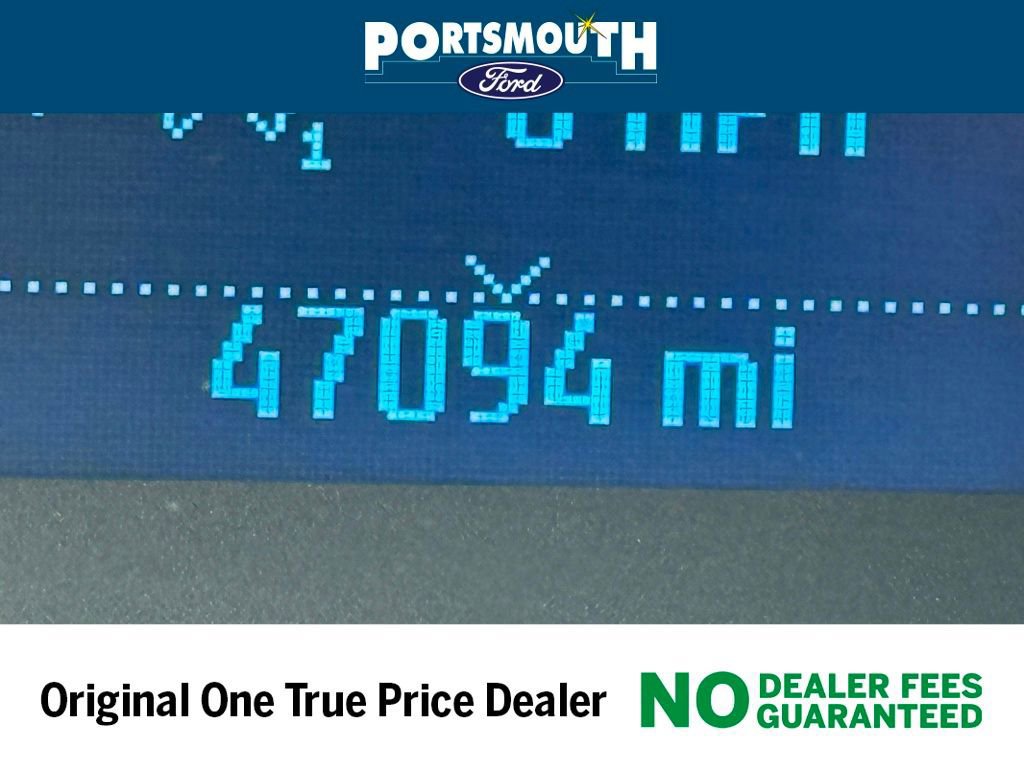 PORTSMOUTH
Ford
47094 mi
Original One True Price Dealer
NO DEALER FEES
GUARANTEED